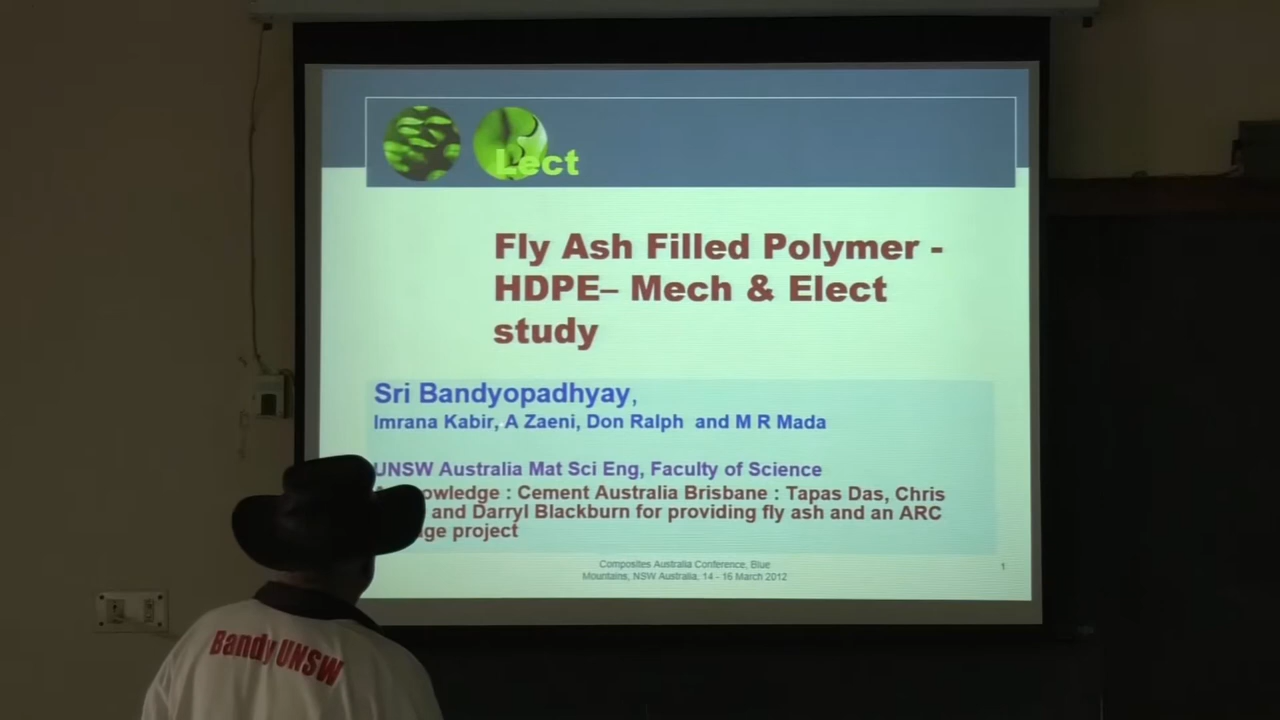 Lect
Fly Ash Filled Polymer -
HDPE– Mech & Elect
study
Sri Bandyopadhyay,
Imrana Kabir, A Zaeni, Don Ralph and M R Mada
UNSW Australia Mat Sci Eng, Faculty of Science
: Cement Australia Brisbane : Tapas Das, Chris
and Darryl Blackburn for providing fly ash and an ARC
project
Composites Australia Conference, Blue
Mountains, NSW Australia, 14 - 16 March 2012
1
Bandy UNSW